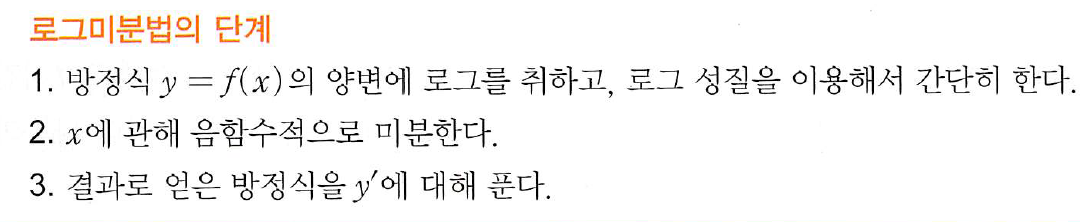 로그미분법의 단계
1. 방정식 y = f(x)의 양변에 로그를 취하고, 로그 성질을 이용해서 간단히 한다.
2. x에 관해 음함수적으로 미분한다.
3. 결과로 얻은 방정식을 y′에 대해 푼다.